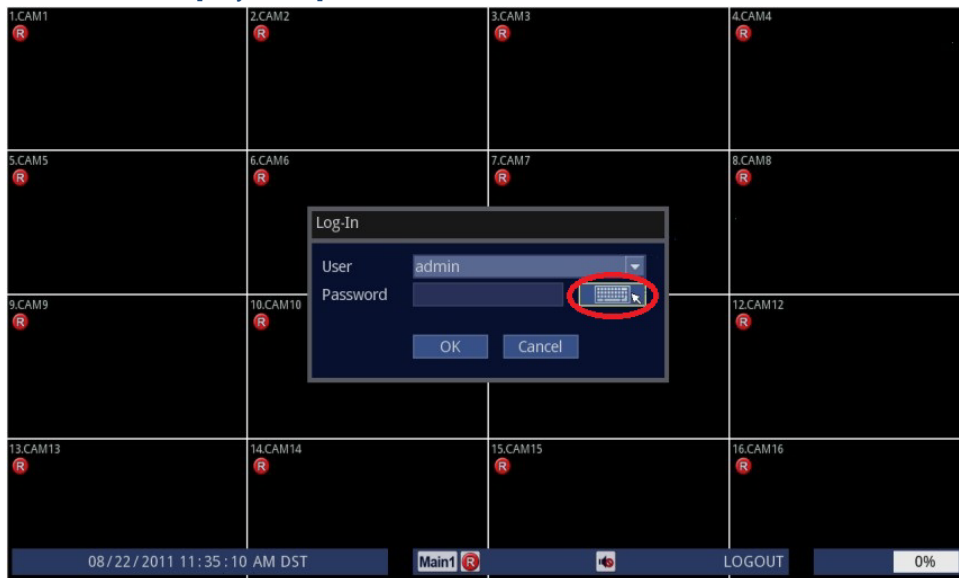 1.CAM1 2.CAM2 3.CAM3 4.CAM4
R R R R
5.CAM5 6.CAM6 7.CAM7 8.CAM8
R R R R
Log-In
User admin
Password
9.CAM9 10.CAM10 12.CAM12
R R R
OK Cancel
13.CAM13 14.CAM14 15.CAM15 16.CAM16
R R R R
08/22/2011 11:35:10 AM DST Main1 R LOGOUT 0%